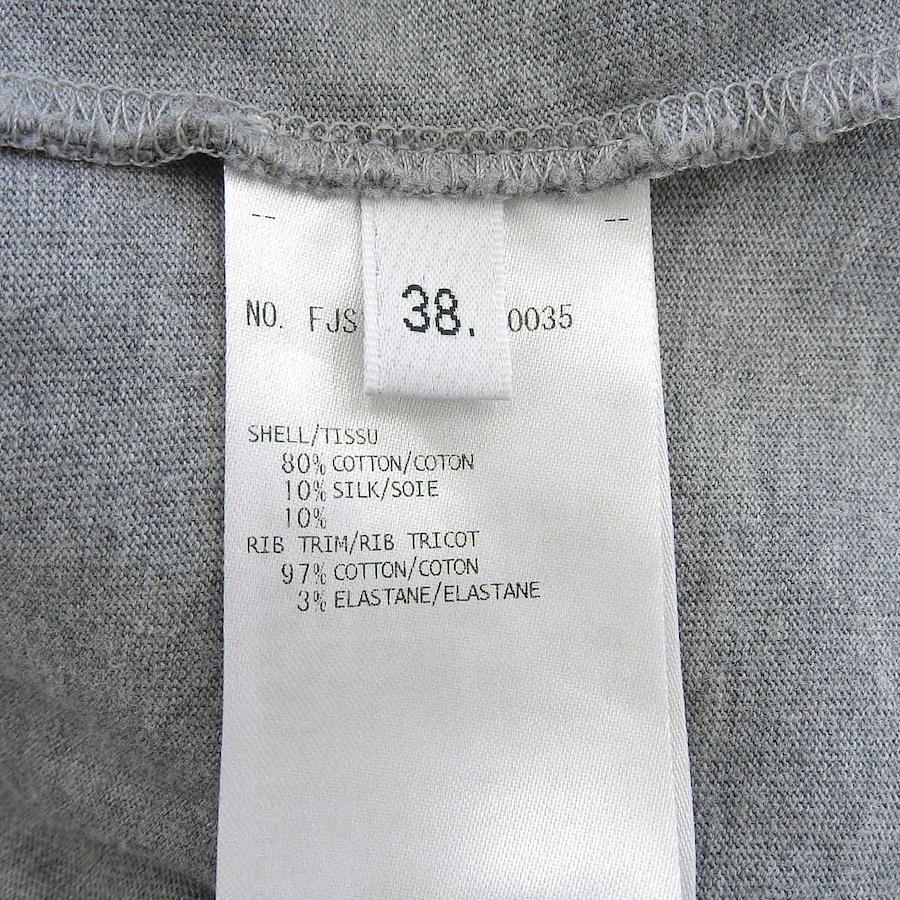 -- --
NO. FJS 0035
38.
SHELL/TISSU
80% COTTON/COTON
10% SILK/SOIE
10%
RIB TRIM/RIB TRICOT
97% COTTON/COTON
3% ELASTANE/ELASTANE